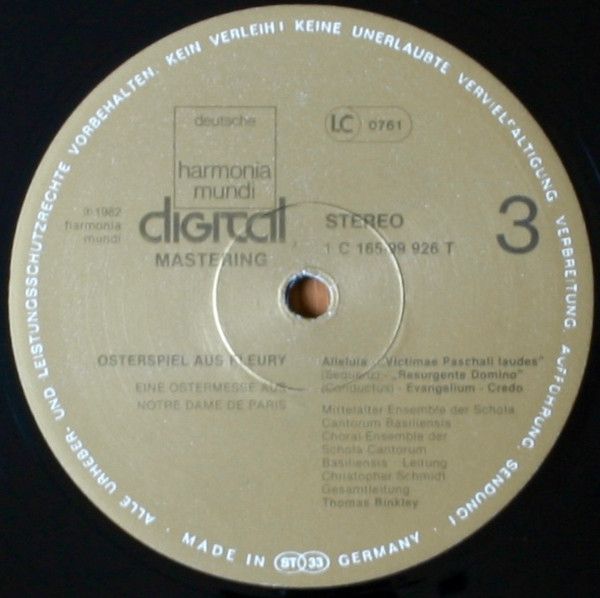 ALLE URHEBER- UND LEISTUNGSSCHUTZRECHTE VORBEHALTEN. KEIN VERLEIH! KEINE UNERLAUBTE VERVIELFÄLTIGUNG, VERBREITUNG, AUFFÜHRUNG, SENDUNG!
deutsche
harmonia
mundi
LC 0761
℗ 1982
harmonia
mundi
digital
MASTERING
STEREO
1 C 165-99 926 T
3
OSTERSPIEL AUS FLEURY
EINE OSTERMESSE AUS
NOTRE DAME DE PARIS
Alleluia - "Victimae Paschali laudes"
(Sequenz) - „Resurgente Domino"
(Conductus) - Evangelium - Credo
Mittelalter Ensemble der Schola
Cantorum Basiliensis
Choral-Ensemble der
Schola Cantorum
Basiliensis · Leitung
Christopher Schmidt
Gesamtleitung
Thomas Binkley
MADE IN ST 33 GERMANY